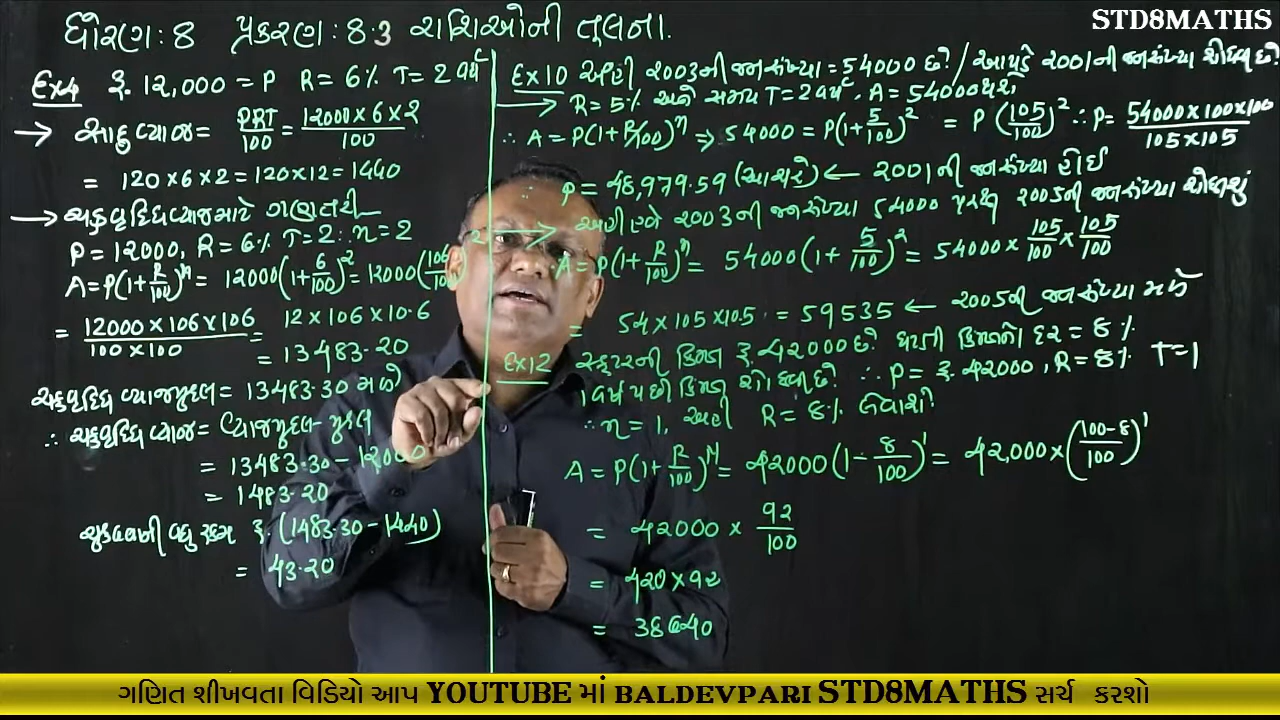 STD8MATHS
ધોરણ: 8 પ્રકરણ: 8.3 રાશિઓની તુલના.
Ex4 રૂ. 12,000 = P R = 6% T = 2 વર્ષ
→ સાદુ વ્યાજ = PRT/100 = 12000 × 6 × 2/100
= 120 × 6 × 2 = 120 × 12 = 1440
→ ચક્રવૃદ્ધિ વ્યાજ માટે ગણતરી
P = 12000, R = 6% T = 2 ∴ n = 2
A = P(1 + R/100)^n = 12000(1 + 6/100)^2 = 12000(106/100)^2
= 12000 × 106 × 106/100 × 100 = 12 × 106 × 10.6
= 13483.20
ચક્રવૃદ્ધિ વ્યાજમુદ્દલ = 13483.30 મળે
∴ ચક્રવૃદ્ધિ વ્યાજ = વ્યાજમુદ્દલ - મુદ્દલ
= 13483.30 - 12000
= 1483.20
ચુકવવાની વધુ રકમ રૂ. (1483.30 - 1440)
= 43.20
Ex10 અહીં 2003ની જનસંખ્યા = 54000 છે? / આપણે 2001ની જનસંખ્યા શોધવી છે?
→ R = 5% અને સમય T = 2 વર્ષ, A = 54000 થશે
∴ A = P(1 + R/100)^n ⇒ 54000 = P(1 + 5/100)^2 = P(105/100)^2 ∴ P = 54000 × 100 × 100/105 × 105
∴ P = 48,979.59 (આશરે) ← 2001 ની જનસંખ્યા હોઈ
→ અહીં હવે 2003 ની જનસંખ્યા 54000 પરથી 2005ની જનસંખ્યા શોધશું
A = P(1 + R/100)^n = 54000(1 + 5/100)^2 = 54000 × 105/100 × 105/100
= 54 × 105 × 10.5 = 59535 ← 2005ની જનસંખ્યા મળે
Ex12 સ્કુટરની કિંમત રૂ. 42000 છે? ઘટતી કિંમતનો દર = 8%
1 વર્ષ પછી કિંમત શોધવી છે? ∴ P = રૂ. 42000, R = 8% T = 1
∴ n = 1, અહીં R = 8% લેવાશે?
A = P(1 + R/100)^n = 42000(1 - 8/100)^1 = 42,000 × (100-8/100)^1
= 42000 × 92/100
= 420 × 92
= 38640
ગણિત શીખવતા વિડિયો આપ YOUTUBE માં BALDEVPARI STD8MATHS સર્ચ કરશો